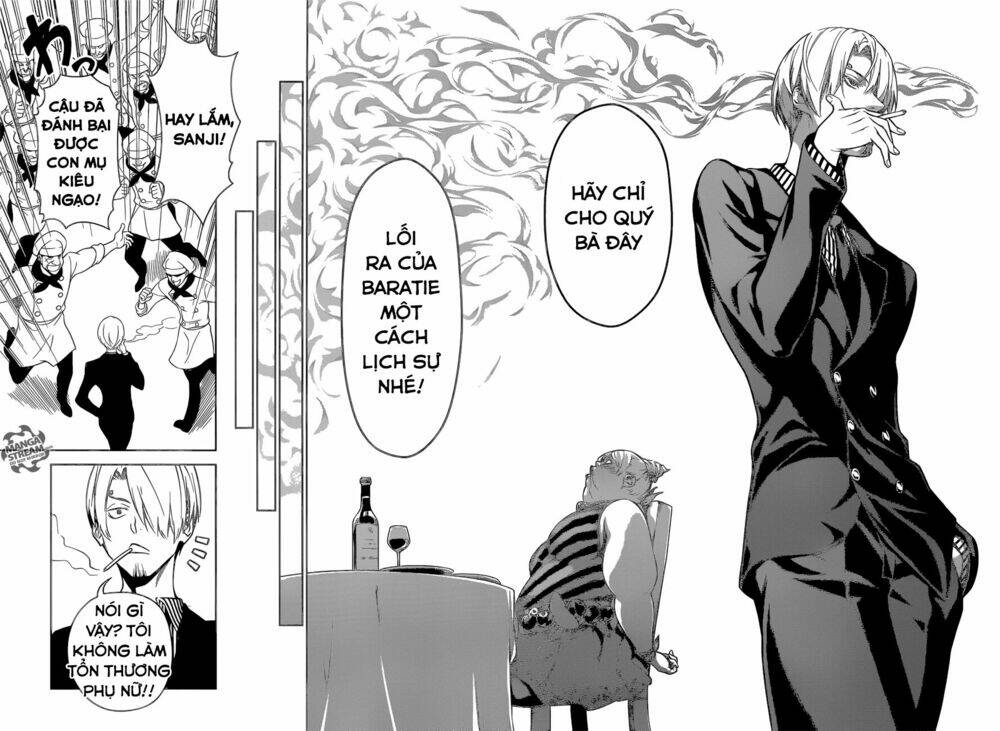 HÃY CHỈ
CHO QUÝ
BÀ ĐÂY
LỐI
RA CỦA
BARATIE
MỘT
CÁCH
LỊCH SỰ
NHÉ!
わっ
HAY LẮM,
SANJI!
CẬU ĐÃ
ĐÁNH BẠI
ĐƯỢC
CON MỤ
KIÊU
NGẠO!
MANGA
STREAM
NÓI GÌ
VẬY? TÔI
KHÔNG LÀM
TỔN THƯƠNG
PHỤ NỮ!!